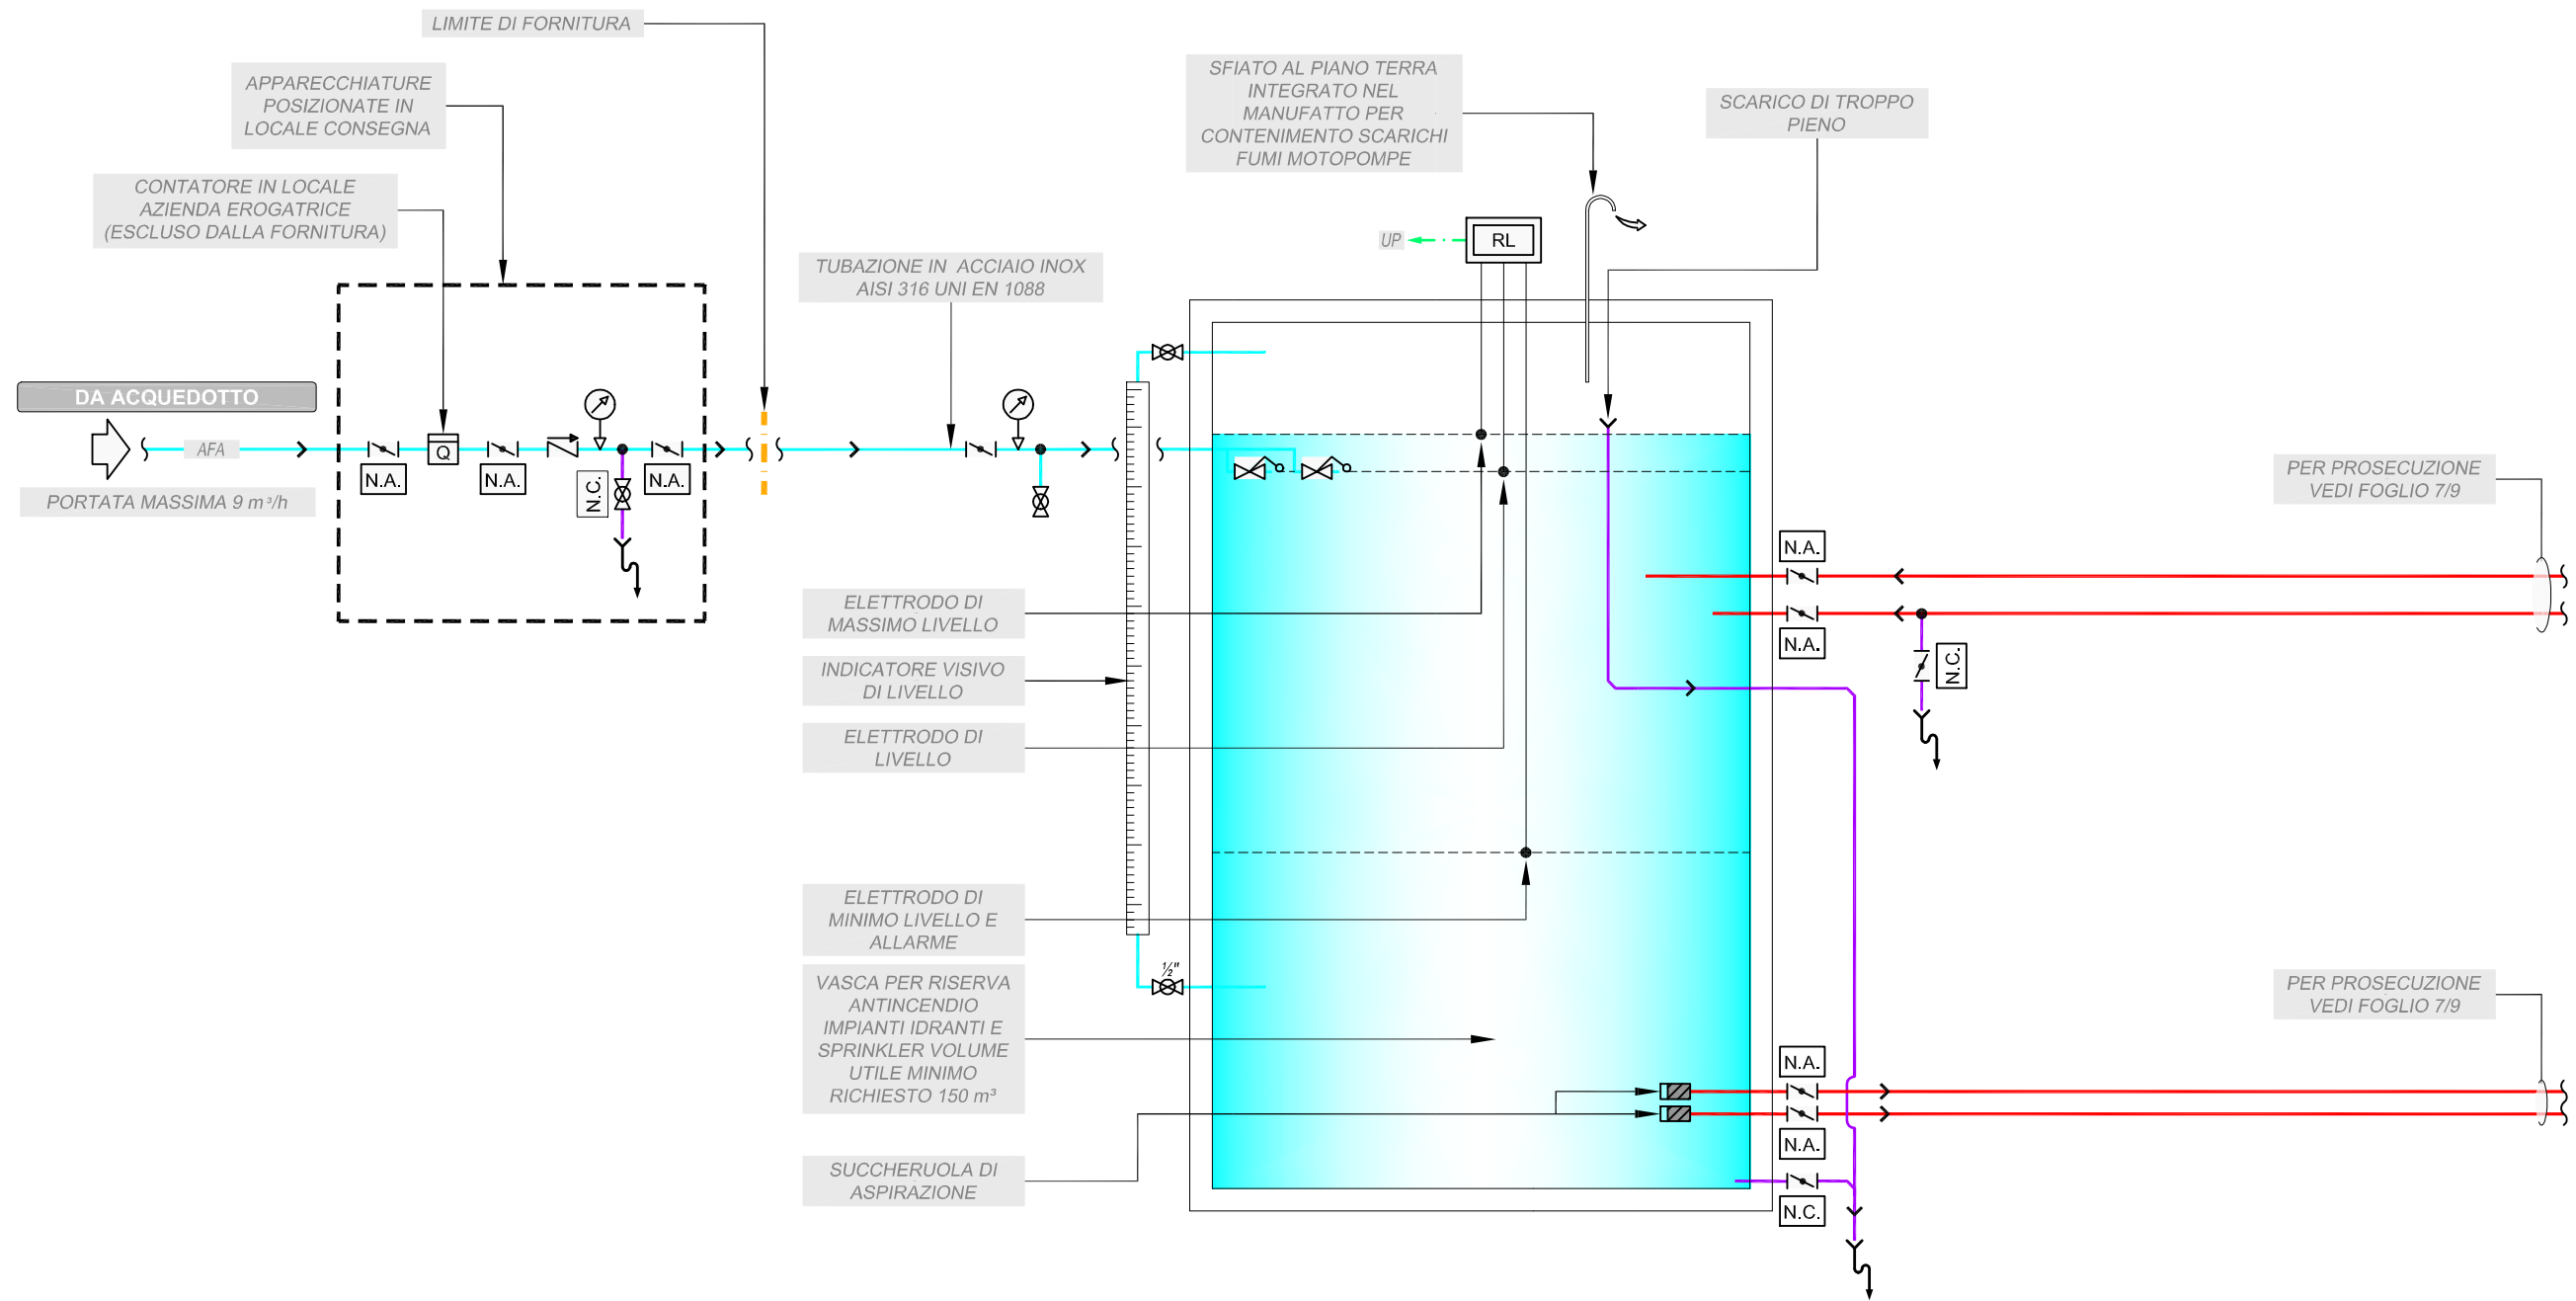 LIMITE DI FORNITURA
APPARECCHIATURE
POSIZIONATE IN
LOCALE CONSEGNA
CONTATORE IN LOCALE
AZIENDA EROGATRICE
(ESCLUSO DALLA FORNITURA)
SFIATO AL PIANO TERRA
INTEGRATO NEL
MANUFATTO PER
CONTENIMENTO SCARICHI
FUMI MOTOPOMPE
SCARICO DI TROPPO
PIENO
UP
RL
TUBAZIONE IN ACCIAIO INOX
AISI 316 UNI EN 1088
DA ACQUEDOTTO
AFA
PORTATA MASSIMA 9 m³/h
N.A.
Q
N.A.
N.C.
N.A.
PER PROSECUZIONE
VEDI FOGLIO 7/9
N.A.
N.A.
N.C.
ELETTRODO DI
MASSIMO LIVELLO
INDICATORE VISIVO
DI LIVELLO
ELETTRODO DI
LIVELLO
ELETTRODO DI
MINIMO LIVELLO E
ALLARME
½"
VASCA PER RISERVA
ANTINCENDIO
IMPIANTI IDRANTI E
SPRINKLER VOLUME
UTILE MINIMO
RICHIESTO 150 m³
PER PROSECUZIONE
VEDI FOGLIO 7/9
N.A.
N.A.
SUCCHERUOLA DI
ASPIRAZIONE
N.C.